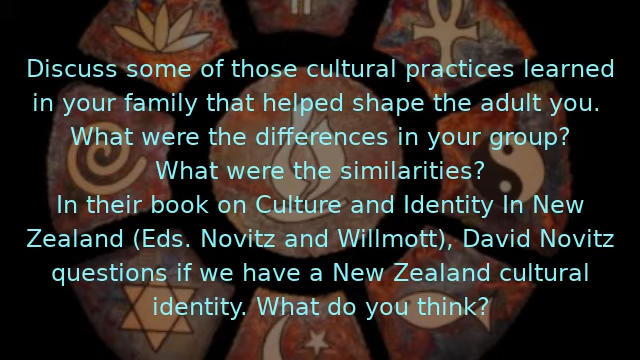 Discuss some of those cultural practices learned
in your family that helped shape the adult you.
What were the differences in your group?
What were the similarities?
In their book on Culture and Identity In New
Zealand (Eds. Novitz and Willmott), David Novitz
questions if we have a New Zealand cultural
identity. What do you think?